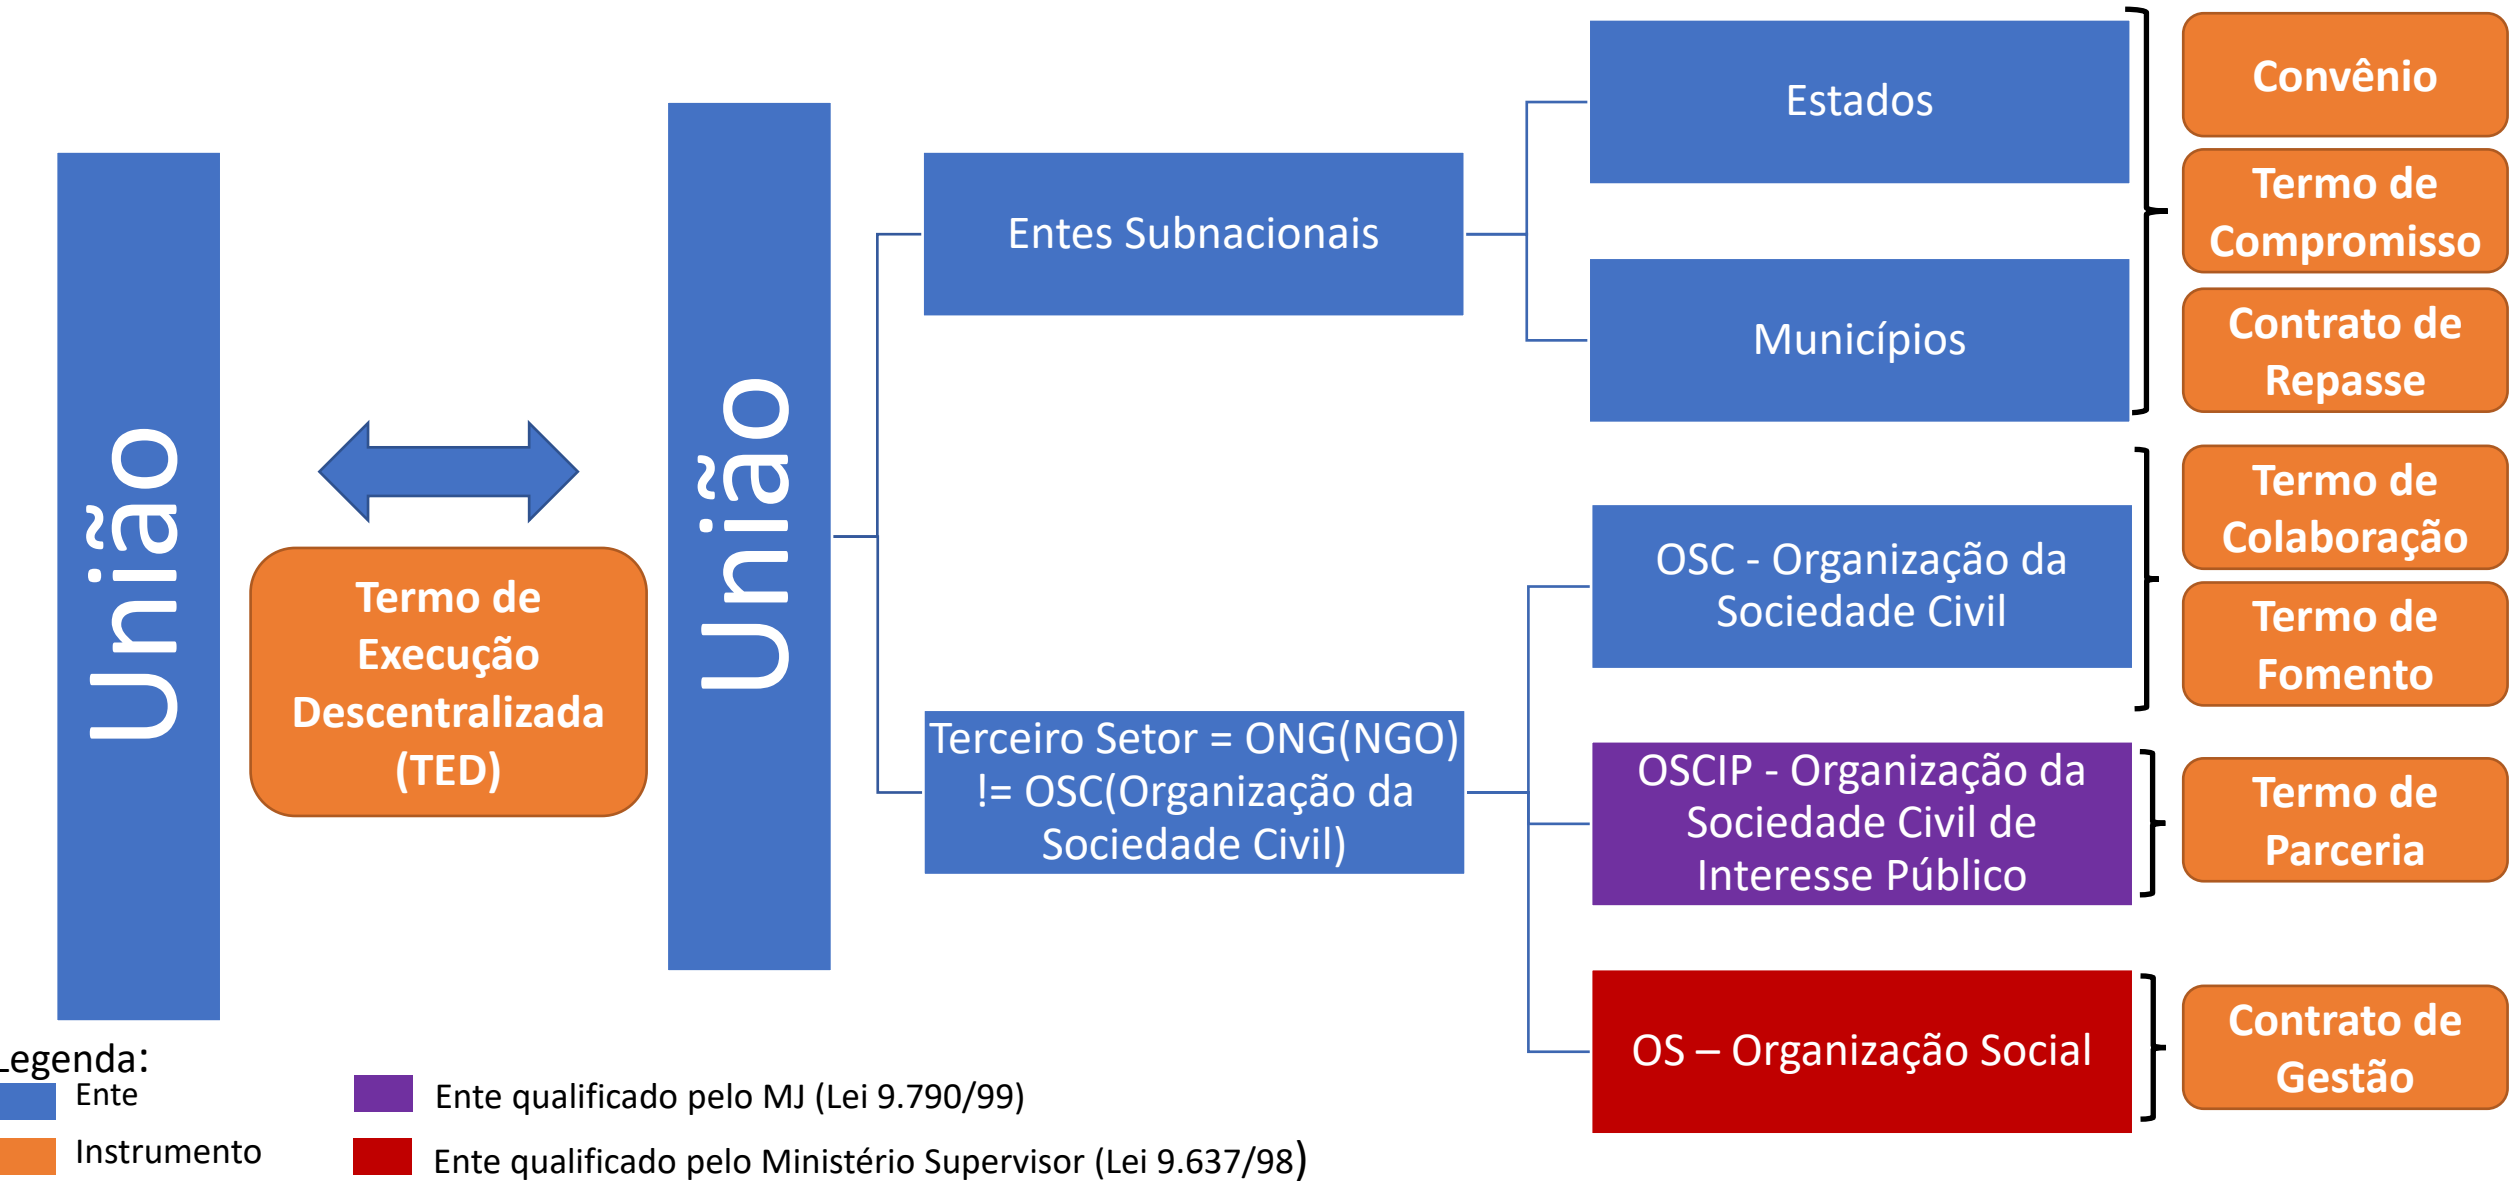 União
Termo de
Execução
Descentralizada
(TED)
União
Entes Subnacionais
Terceiro Setor = ONG(NGO)
!= OSC(Organização da
Sociedade Civil)
Estados
Municípios
OSC - Organização da
Sociedade Civil
OSCIP - Organização da
Sociedade Civil de
Interesse Público
OS – Organização Social
Convênio
Termo de
Compromisso
Contrato de
Repasse
Termo de
Colaboração
Termo de
Fomento
Termo de
Parceria
Contrato de
Gestão
Legenda:
Ente
Instrumento
Ente qualificado pelo MJ (Lei 9.790/99)
Ente qualificado pelo Ministério Supervisor (Lei 9.637/98)